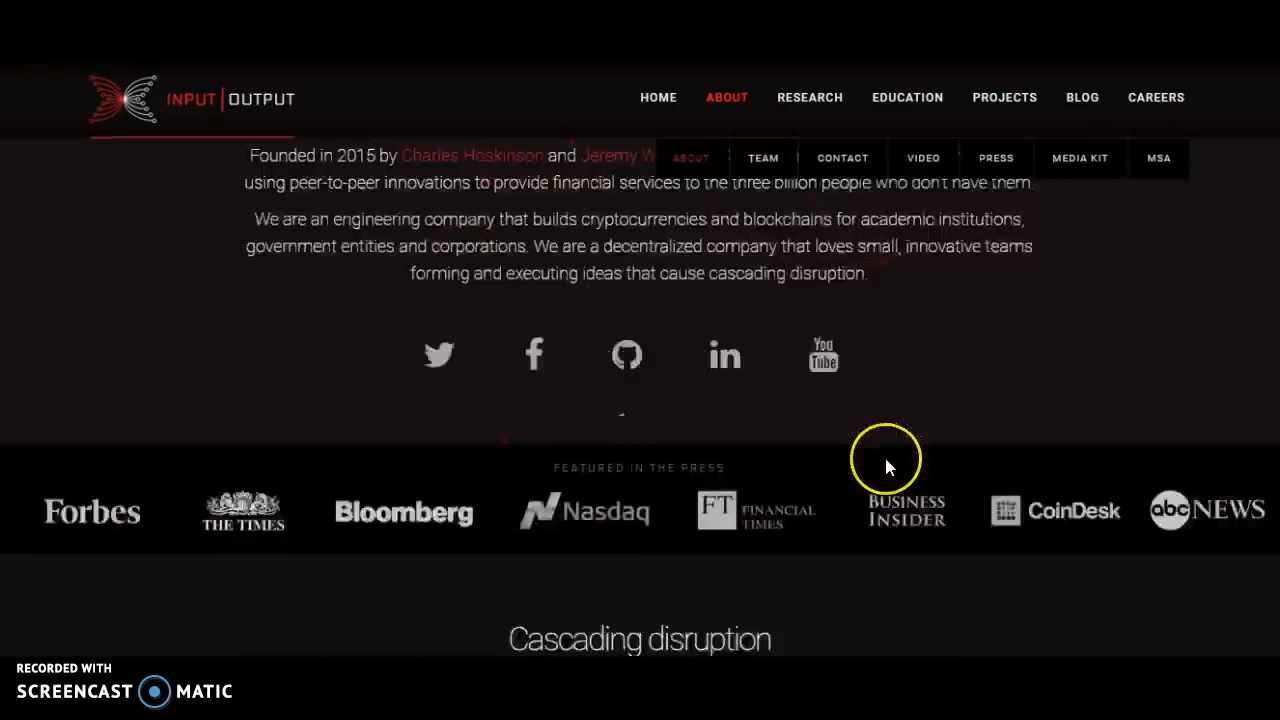 INPUT | OUTPUT
HOME ABOUT RESEARCH EDUCATION PROJECTS BLOG CAREERS
ABOUT TEAM CONTACT VIDEO PRESS MEDIA KIT MSA
Founded in 2015 by Charles Hoskinson and Jeremy W
using peer-to-peer innovations to provide financial services to the three billion people who don't have them.
We are an engineering company that builds cryptocurrencies and blockchains for academic institutions,
government entities and corporations. We are a decentralized company that loves small, innovative teams
forming and executing ideas that cause cascading disruption.
in You
Tube
FEATURED IN THE PRESS
Forbes THE TIMES Bloomberg Nasdaq FT FINANCIAL TIMES BUSINESS INSIDER CoinDesk abc NEWS
Cascading disruption
RECORDED WITH
SCREENCAST MATIC